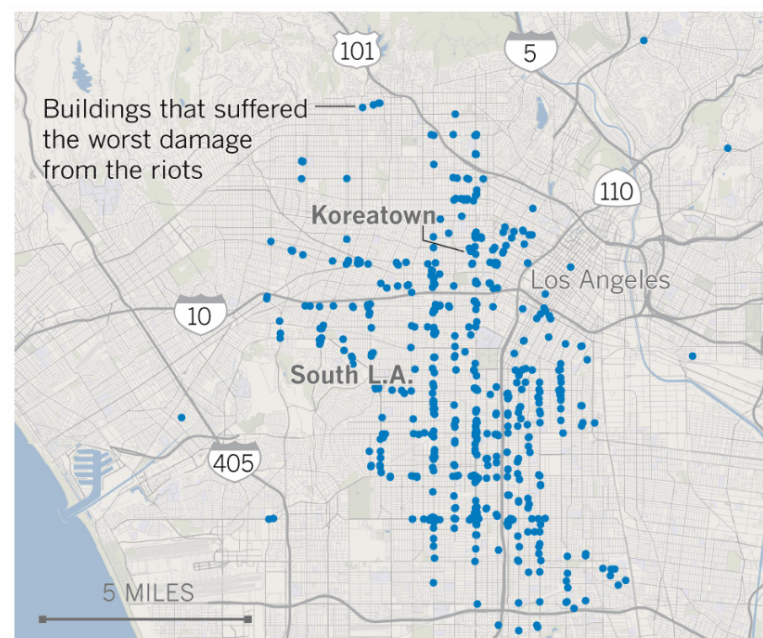 101
5
Buildings that suffered
the worst damage
from the riots
110
Koreatown
Los Angeles
10
South L.A.
405
5 MILES